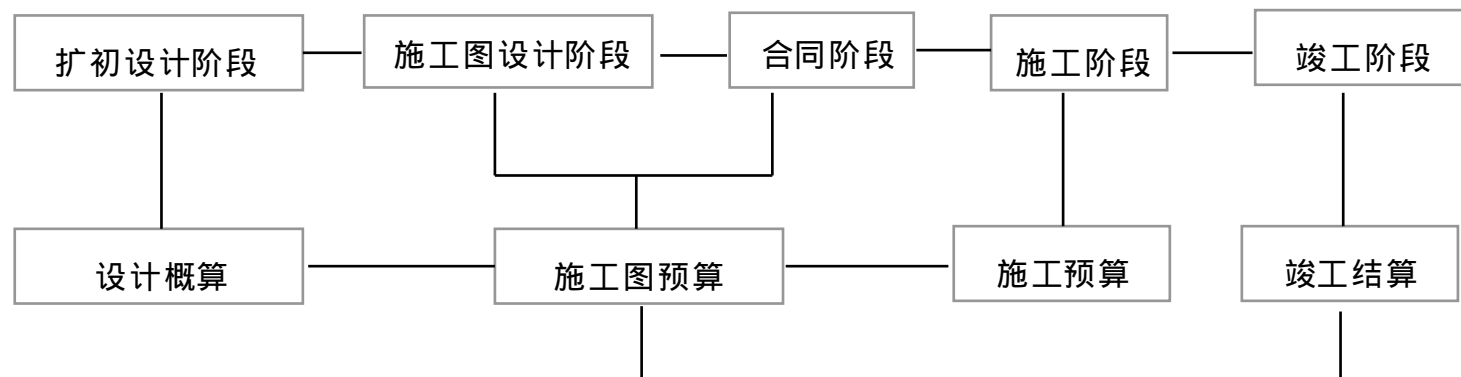 扩初设计阶段
施工图设计阶段
合同阶段
施工阶段
竣工阶段
设计概算
施工图预算
施工预算
竣工结算